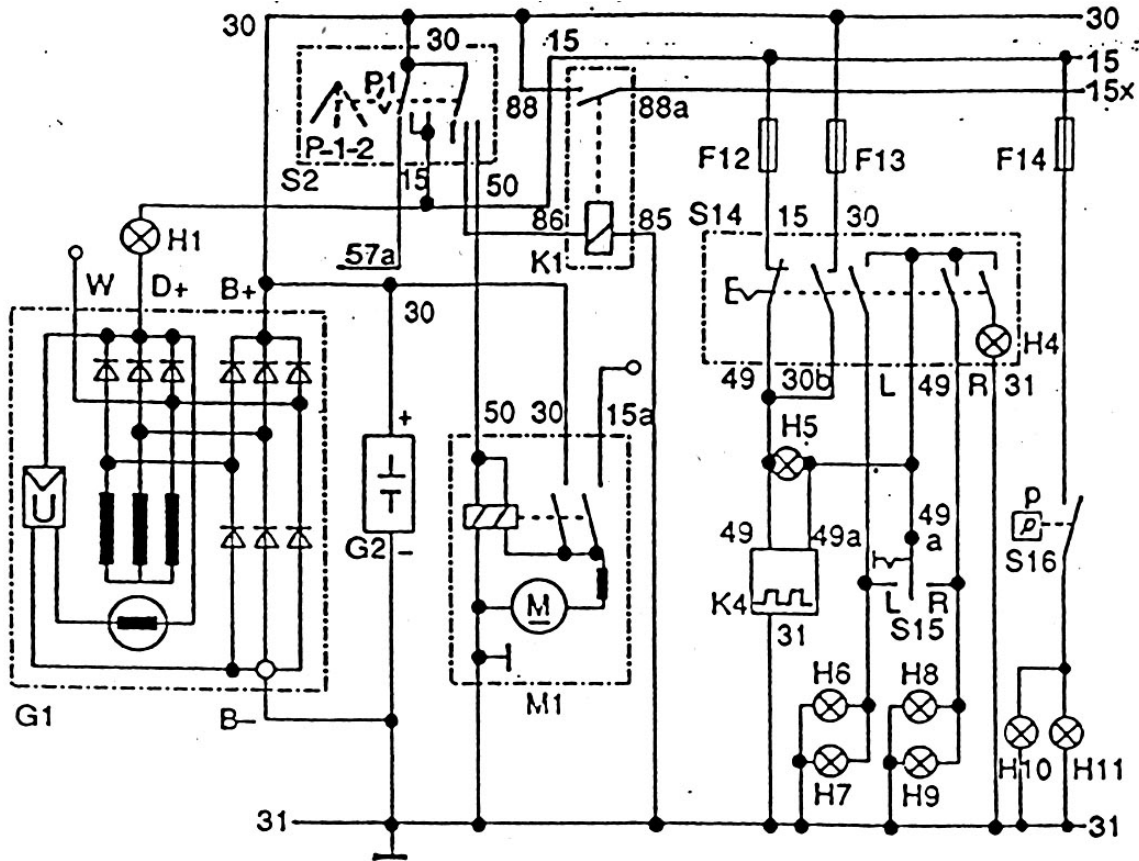 30 30
30 15
15
P,1 88 88a 15x
P-1-2 F12 F13 F14
S2 15 50
86 85 S14 15 30
H1 K1
57a
W D+ B+ 30 E
H4
49 30b L 49 R 31
+ 50 30 15a H5
U 49 49a 49 p
a p
G2 − S16
K4 L R
M 31 S15
H6 H8
G1 B− M1
H10 H11
H7 H9
31 31